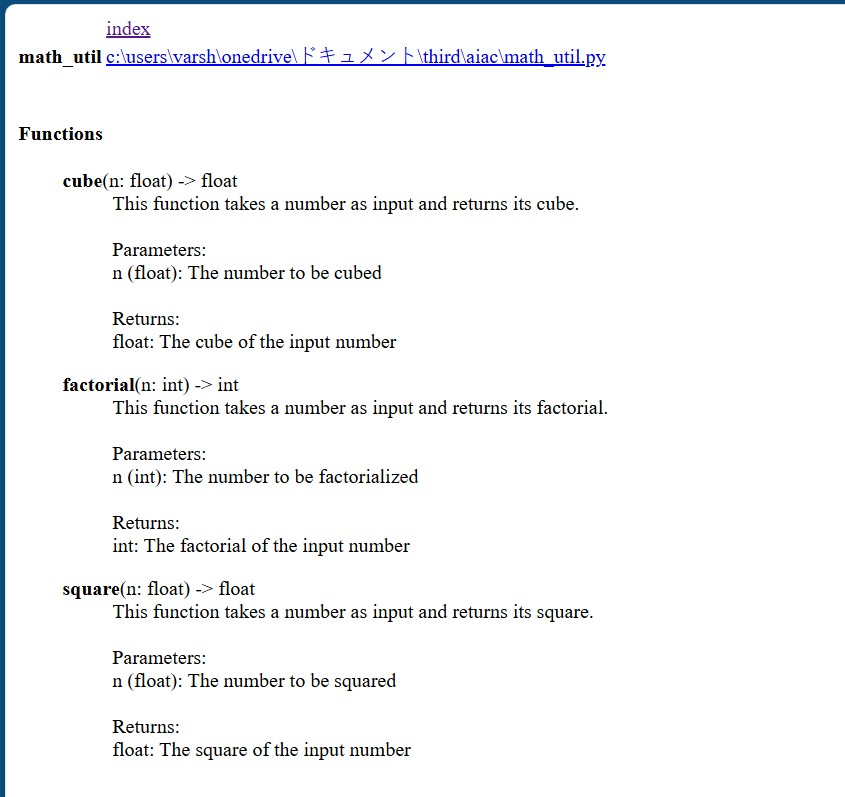 index
math_util c:\users\varsh\onedrive\ドキュメント\third\aiac\math_util.py
Functions
cube(n: float) -> float
This function takes a number as input and returns its cube.
Parameters:
n (float): The number to be cubed
Returns:
float: The cube of the input number
factorial(n: int) -> int
This function takes a number as input and returns its factorial.
Parameters:
n (int): The number to be factorialized
Returns:
int: The factorial of the input number
square(n: float) -> float
This function takes a number as input and returns its square.
Parameters:
n (float): The number to be squared
Returns:
float: The square of the input number